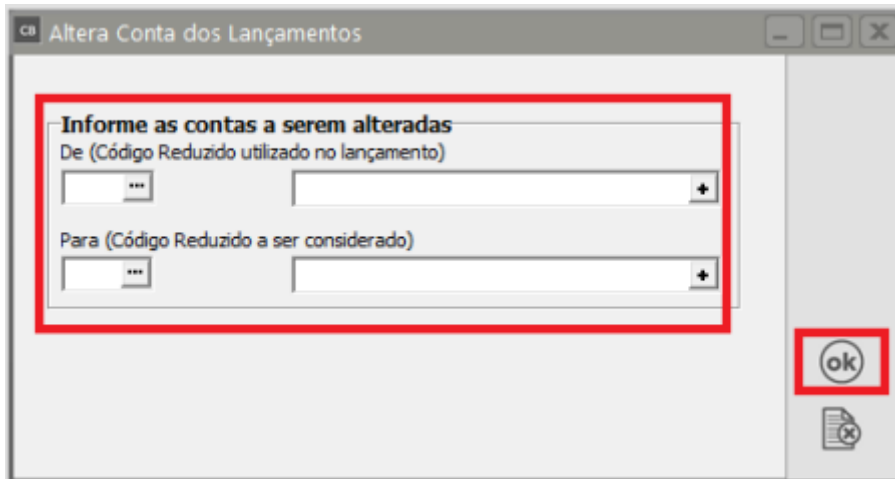 CB Altera Conta dos Lançamentos
Informe as contas a serem alteradas
De (Código Reduzido utilizado no lançamento)
... +
Para (Código Reduzido a ser considerado)
... +
ok